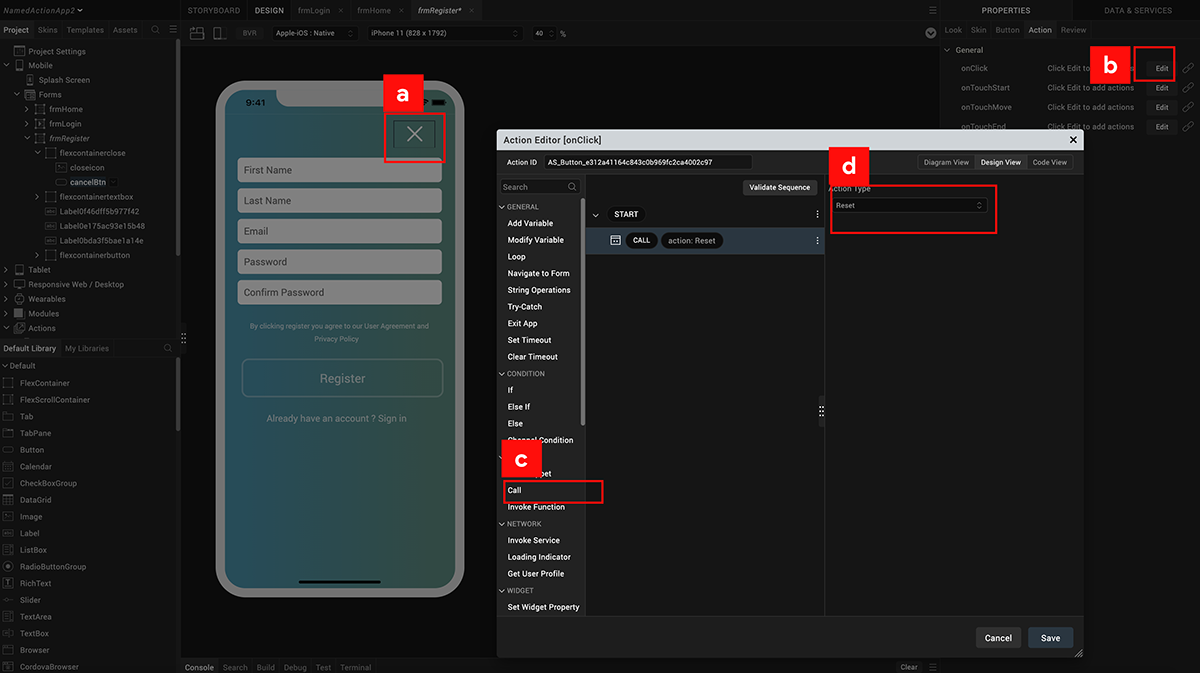 NamedActionApp2
STORYBOARD
DESIGN
frmLogin ×
frmHome ×
frmRegister* ×
PROPERTIES
DATA & SERVICES
Project
Skins
Templates
Assets
BVR
Apple-iOS : Native
iPhone 11 (828 x 1792)
40
%
Look
Skin
Button
Action
Review
Project Settings
Mobile
Splash Screen
Forms
frmHome
frmLogin
frmRegister
flexcontainerclose
closeicon
cancelBtn
flexcontainertextbox
Label0f46dff5b977f42
Label0e175ac93e15b48
Label0bda3f5bae1a14e
flexcontainerbutton
Tablet
Responsive Web / Desktop
Wearables
Modules
Actions
Default Library
My Libraries
Default
FlexContainer
FlexScrollContainer
Tab
TabPane
Button
Calendar
CheckBoxGroup
DataGrid
Image
Label
ListBox
RadioButtonGroup
RichText
Slider
TextArea
TextBox
Browser
CordovaBrowser
9:41
a
First Name
Last Name
Email
Password
Confirm Password
By clicking register you agree to our User Agreement and
Privacy Policy
Register
Already have an account ? Sign in
General
b
onClick
Click Edit to add actions
Edit
onTouchStart
Click Edit to add actions
Edit
onTouchMove
Click Edit to add actions
Edit
onTouchEnd
Click Edit to add actions
Edit
Action Editor [onClick]
Action ID
AS_Button_e312a41164c843c0b969fc2ca4002c97
Diagram View
Design View
Code View
Search
Validate Sequence
d
Action Type
Reset
GENERAL
Add Variable
Modify Variable
Loop
Navigate to Form
String Operations
Try-Catch
Exit App
Set Timeout
Clear Timeout
CONDITION
If
Else If
Else
Channel Condition
c
Call
Invoke Function
NETWORK
Invoke Service
Loading Indicator
Get User Profile
WIDGET
Set Widget Property
START
CALL
action: Reset
Cancel
Save
Console
Search
Build
Debug
Test
Terminal
Clear